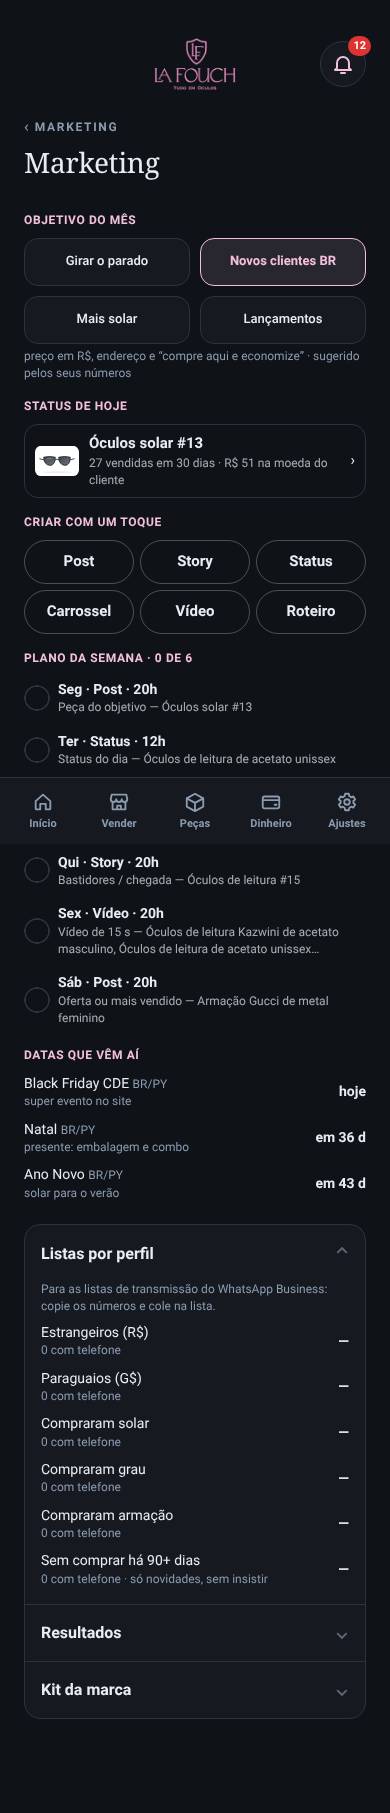 12
LF
LA FOUCH
TUDO EM ÓCULOS
‹ MARKETING
Marketing
OBJETIVO DO MÊS
Girar o parado
Novos clientes BR
Mais solar
Lançamentos
preço em R$, endereço e “compre aqui e economize” · sugerido
pelos seus números
STATUS DE HOJE
Óculos solar #13
27 vendidas em 30 dias · R$ 51 na moeda do
cliente
›
CRIAR COM UM TOQUE
Post
Story
Status
Carrossel
Vídeo
Roteiro
PLANO DA SEMANA · 0 DE 6
Seg · Post · 20h
Peça do objetivo — Óculos solar #13
Ter · Status · 12h
Status do dia — Óculos de leitura de acetato unissex
Início
Vender
Peças
Dinheiro
Ajustes
Qui · Story · 20h
Bastidores / chegada — Óculos de leitura #15
Sex · Vídeo · 20h
Vídeo de 15 s — Óculos de leitura Kazwini de acetato
masculino, Óculos de leitura de acetato unissex...
Sáb · Post · 20h
Oferta ou mais vendido — Armação Gucci de metal
feminino
DATAS QUE VÊM AÍ
Black Friday CDE BR/PY
super evento no site
hoje
Natal BR/PY
presente: embalagem e combo
em 36 d
Ano Novo BR/PY
solar para o verão
em 43 d
Listas por perfil
Para as listas de transmissão do WhatsApp Business:
copie os números e cole na lista.
Estrangeiros (R$)
0 com telefone
—
Paraguaios (G$)
0 com telefone
—
Compraram solar
0 com telefone
—
Compraram grau
0 com telefone
—
Compraram armação
0 com telefone
—
Sem comprar há 90+ dias
0 com telefone · só novidades, sem insistir
—
Resultados
Kit da marca